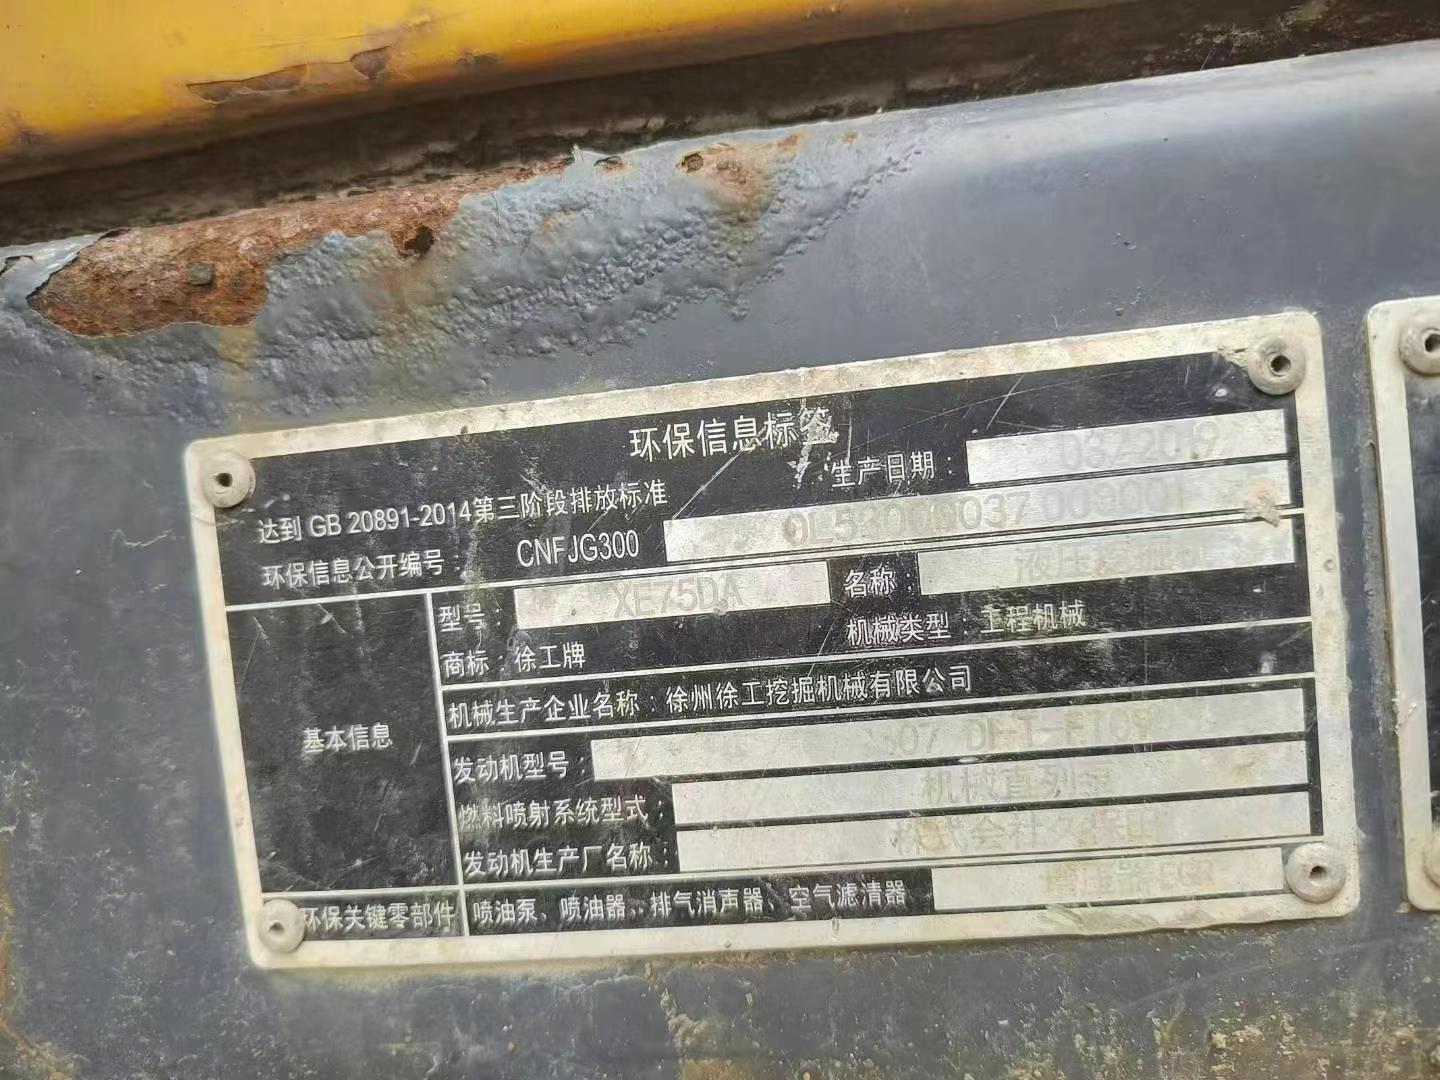 环保信息标签
生产日期： 03 2019
达到 GB 20891-2014第三阶段排放标准
环保信息公开编号： CNFJG300
型号： XE75DA 名称：
商标：徐工牌 机械类型：工程机械
机械生产企业名称：徐州徐工挖掘机械有限公司
基本信息
发动机型号：
燃料喷射系统型式： 机械直列泵
发动机生产厂名称： 株式会社
环保关键零部件 喷油泵、喷油器、排气消声器、空气滤清器